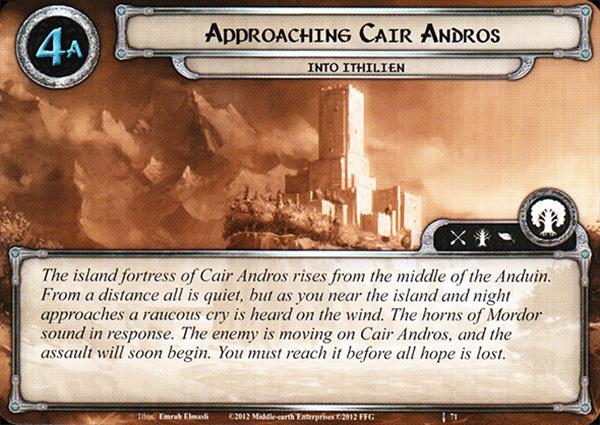 4A
APPROACHING CAIR ANDROS
INTO ITHILIEN
The island fortress of Cair Andros rises from the middle of the Anduin.
From a distance all is quiet, but as you near the island and night
approaches a raucous cry is heard on the wind. The horns of Mordor
sound in response. The enemy is moving on Cair Andros, and the
assault will soon begin. You must reach it before all hope is lost.
Illus. Emrah Elmasli ©2012 Middle-earth Enterprises ©2012 FFG 71